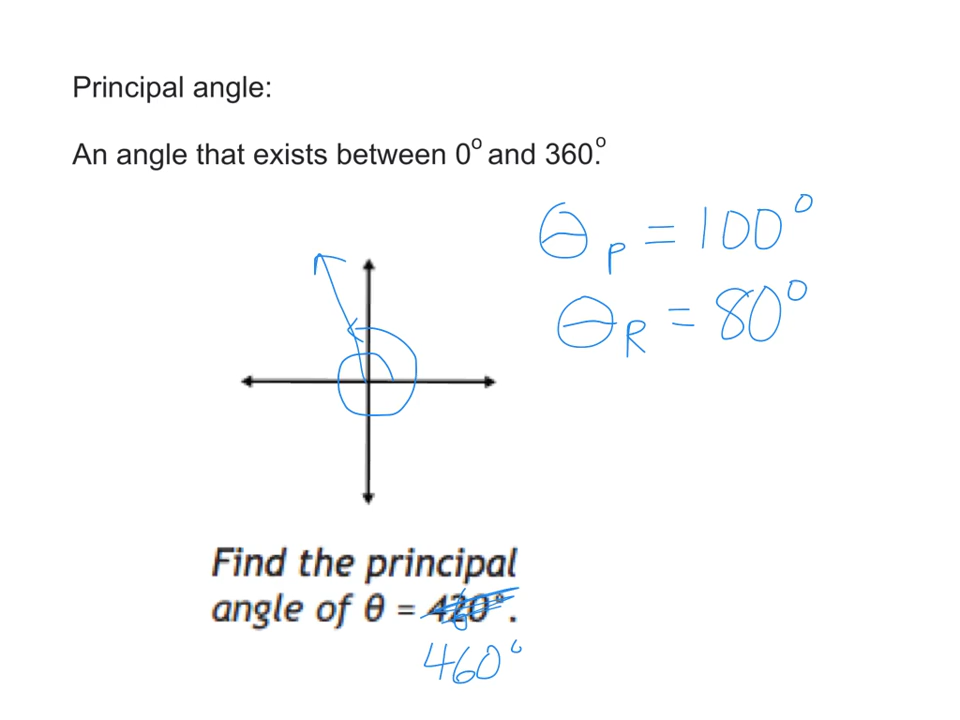 Principal angle:
An angle that exists between 0° and 360°.
θP = 100°
θR = 80°
Find the principal
angle of θ = 420°.
460°